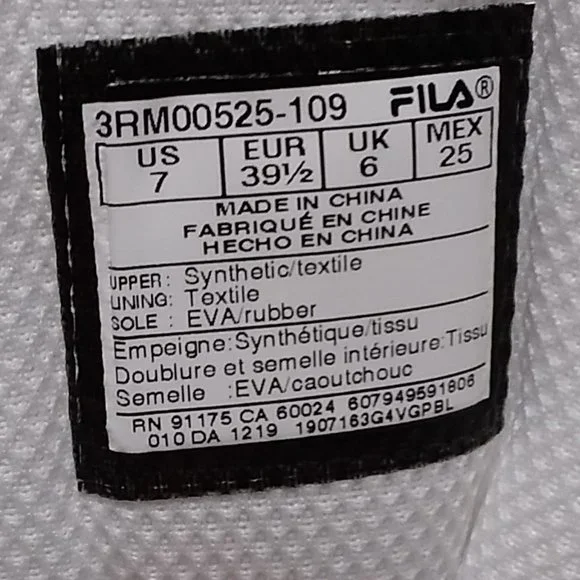 3RM00525-109 FILA®
US EUR UK MEX
7 39½ 6 25
MADE IN CHINA
FABRIQUÉ EN CHINE
HECHO EN CHINA
UPPER: Synthetic/textile
LINING: Textile
SOLE : EVA/rubber
Empeigne:Synthétique/tissu
Doublure et semelle intérieure:Tissu
Semelle :EVA/caoutchouc
RN 91175 CA 60024 607949591806
010 DA 1219 1907163G4VGPBL